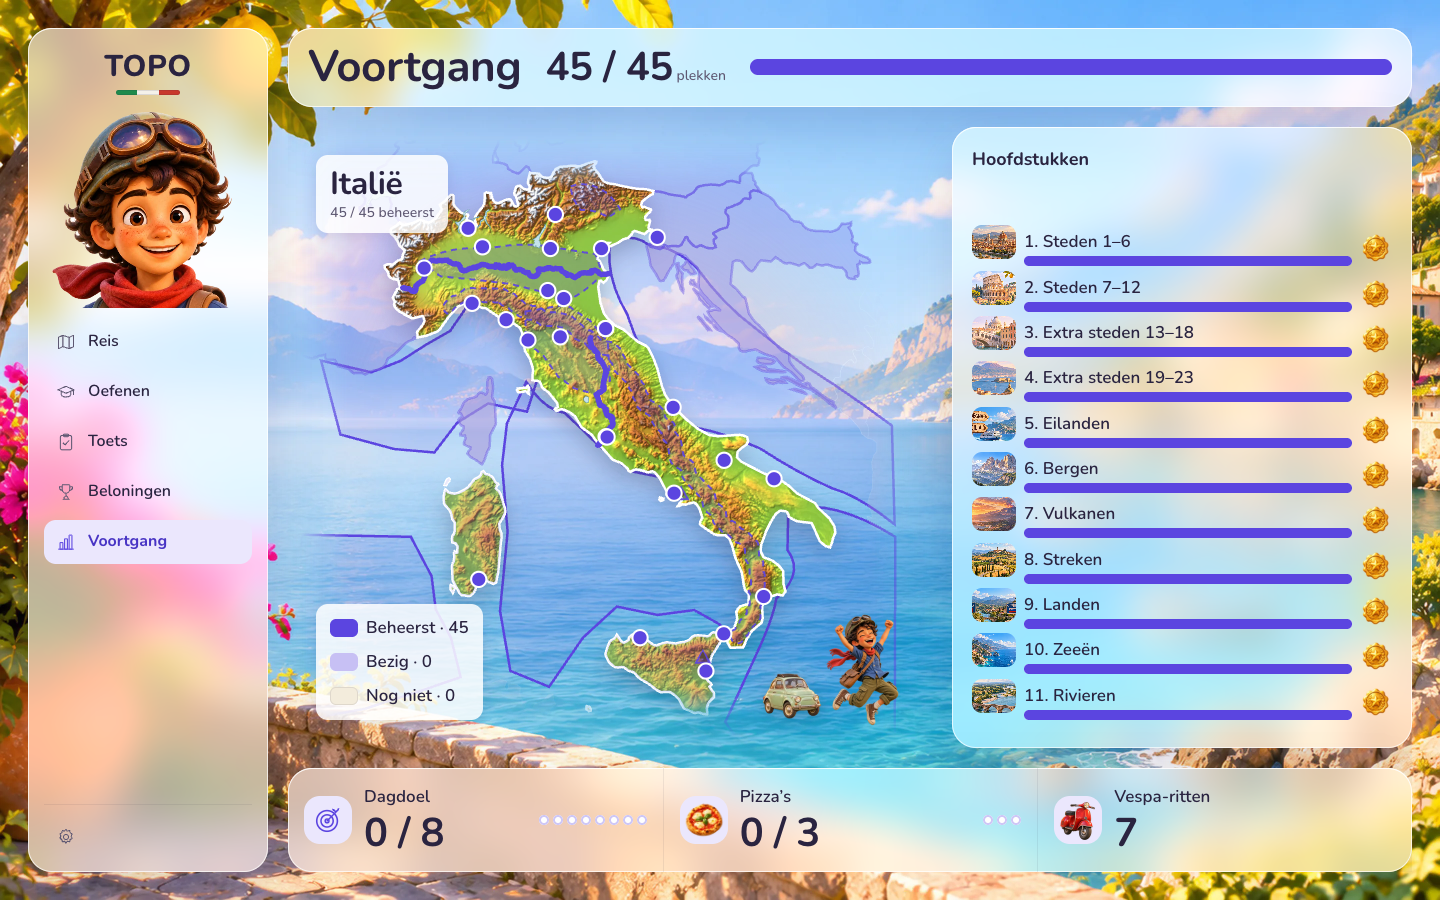 TOPO
Reis
Oefenen
Toets
Beloningen
Voortgang
Voortgang 45 / 45 plekken
Italië
45 / 45 beheerst
Beheerst · 45
Bezig · 0
Nog niet · 0
Hoofdstukken
1. Steden 1–6
2. Steden 7–12
3. Extra steden 13–18
4. Extra steden 19–23
5. Eilanden
6. Bergen
7. Vulkanen
8. Streken
9. Landen
10. Zeeën
11. Rivieren
Dagdoel
0 / 8
Pizza's
0 / 3
Vespa-ritten
7